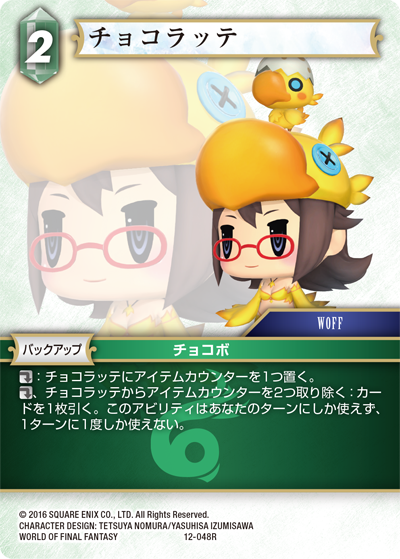 2
チョコラッテ
WOFF
バックアップ
チョコボ
：チョコラッテにアイテムカウンターを1つ置く。
、チョコラッテからアイテムカウンターを2つ取り除く：カー
ドを1枚引く。このアビリティはあなたのターンにしか使えず、
1ターンに1度しか使えない。
© 2016 SQUARE ENIX CO., LTD. All Rights Reserved.
CHARACTER DESIGN: TETSUYA NOMURA/YASUHISA IZUMISAWA
WORLD OF FINAL FANTASY 12-048R